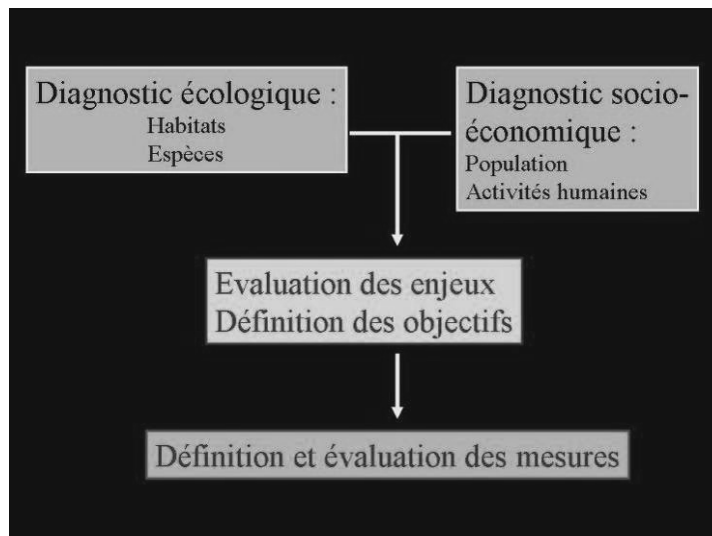 Diagnostic écologique :
Habitats
Espèces
Diagnostic socio-
économique :
Population
Activités humaines
Evaluation des enjeux
Définition des objectifs
Définition et évaluation des mesures